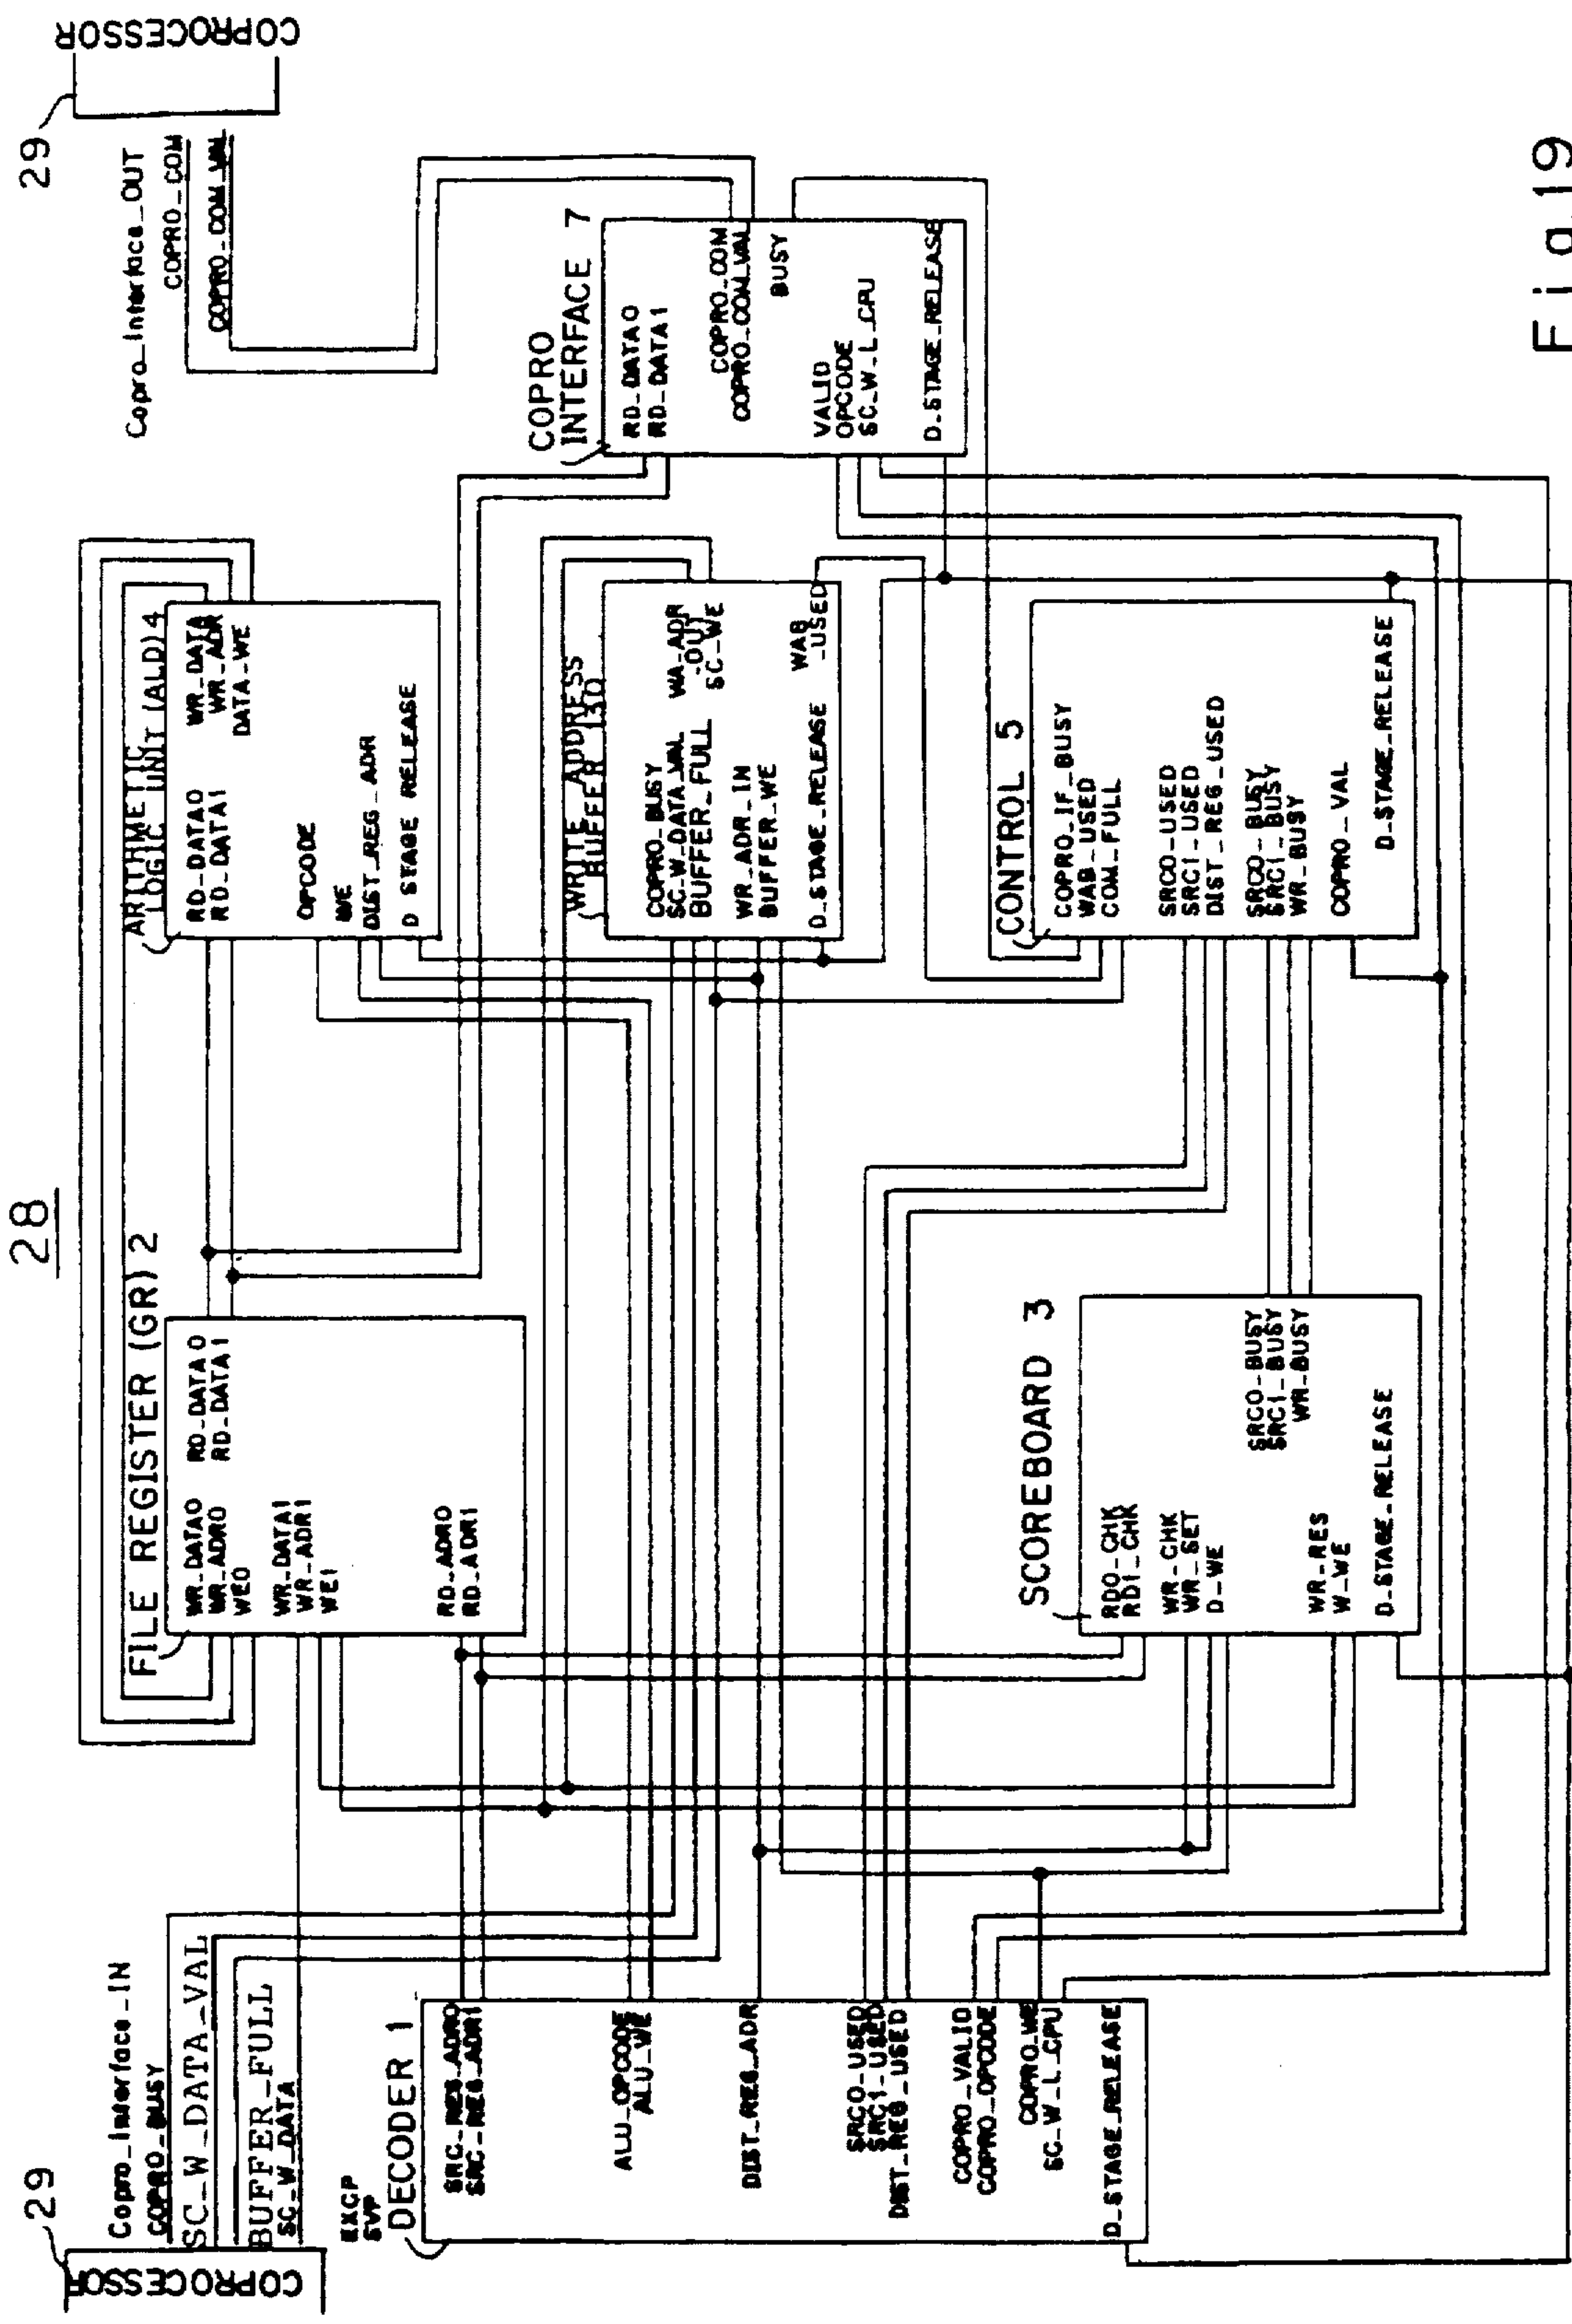 28
29
COPROCESSOR
Copro_Interface_IN
COPRO_BUSY
SC_W_DATA_VAL
BUFFER_FULL
SC_W_DATA
EXCP
SVP
DECODER 1
SRC_REG_ADR0
SRC_REG_ADR1
ALU_OPCODE
ALU_WE
DIST_REG_ADR
SRC0_USED
SRC1_USED
DIST_REG_USED
COPRO_VALID
COPRO_OPCODE
COPRO_WE
SC_W_L_CPU
D_STAGE_RELEASE
FILE REGISTER (GR) 2
WR_DATA0
WR_ADR0
WE0
WR_DATA1
WR_ADR1
WE1
RD_ADR0
RD_ADR1
RD_DATA0
RD_DATA1
SCOREBOARD 3
RD0_CHK
RD1_CHK
WR_CHK
WR_SET
D_WE
WR_RES
W_WE
D_STAGE_RELEASE
SRC0_BUSY
SRC1_BUSY
WR_BUSY
ARITHMETIC
LOGIC UNIT (ALD) 4
RD_DATA0
RD_DATA1
OPCODE
WE
DIST_REG_ADR
D STAGE RELEASE
WR_DATA
WR_ADR
DATA_WE
WRITE ADDRESS
BUFFER 130
COPRO_BUSY
SC_W_DATA_VAL
BUFFER_FULL
WR_ADR_IN
BUFFER_WE
D_STAGE_RELEASE
WA_ADR
_OUT
SC_WE
WAB
_USED
CONTROL 5
COPRO_IF_BUSY
WAB_USED
COM_FULL
SRC0_USED
SRC1_USED
DIST_REG_USED
SRC0_BUSY
SRC1_BUSY
WR_BUSY
COPRO_VAL
D_STAGE_RELEASE
COPRO
INTERFACE 7
RD_DATA0
RD_DATA1
COPRO_COM
COPRO_COM_VAL
BUSY
VALID
OPCODE
SC_W_L_CPU
D_STAGE_RELEASE
Copro_Interface_OUT
COPRO_COM
COPRO_COM_VAL
29
COPROCESSOR
Fig.19